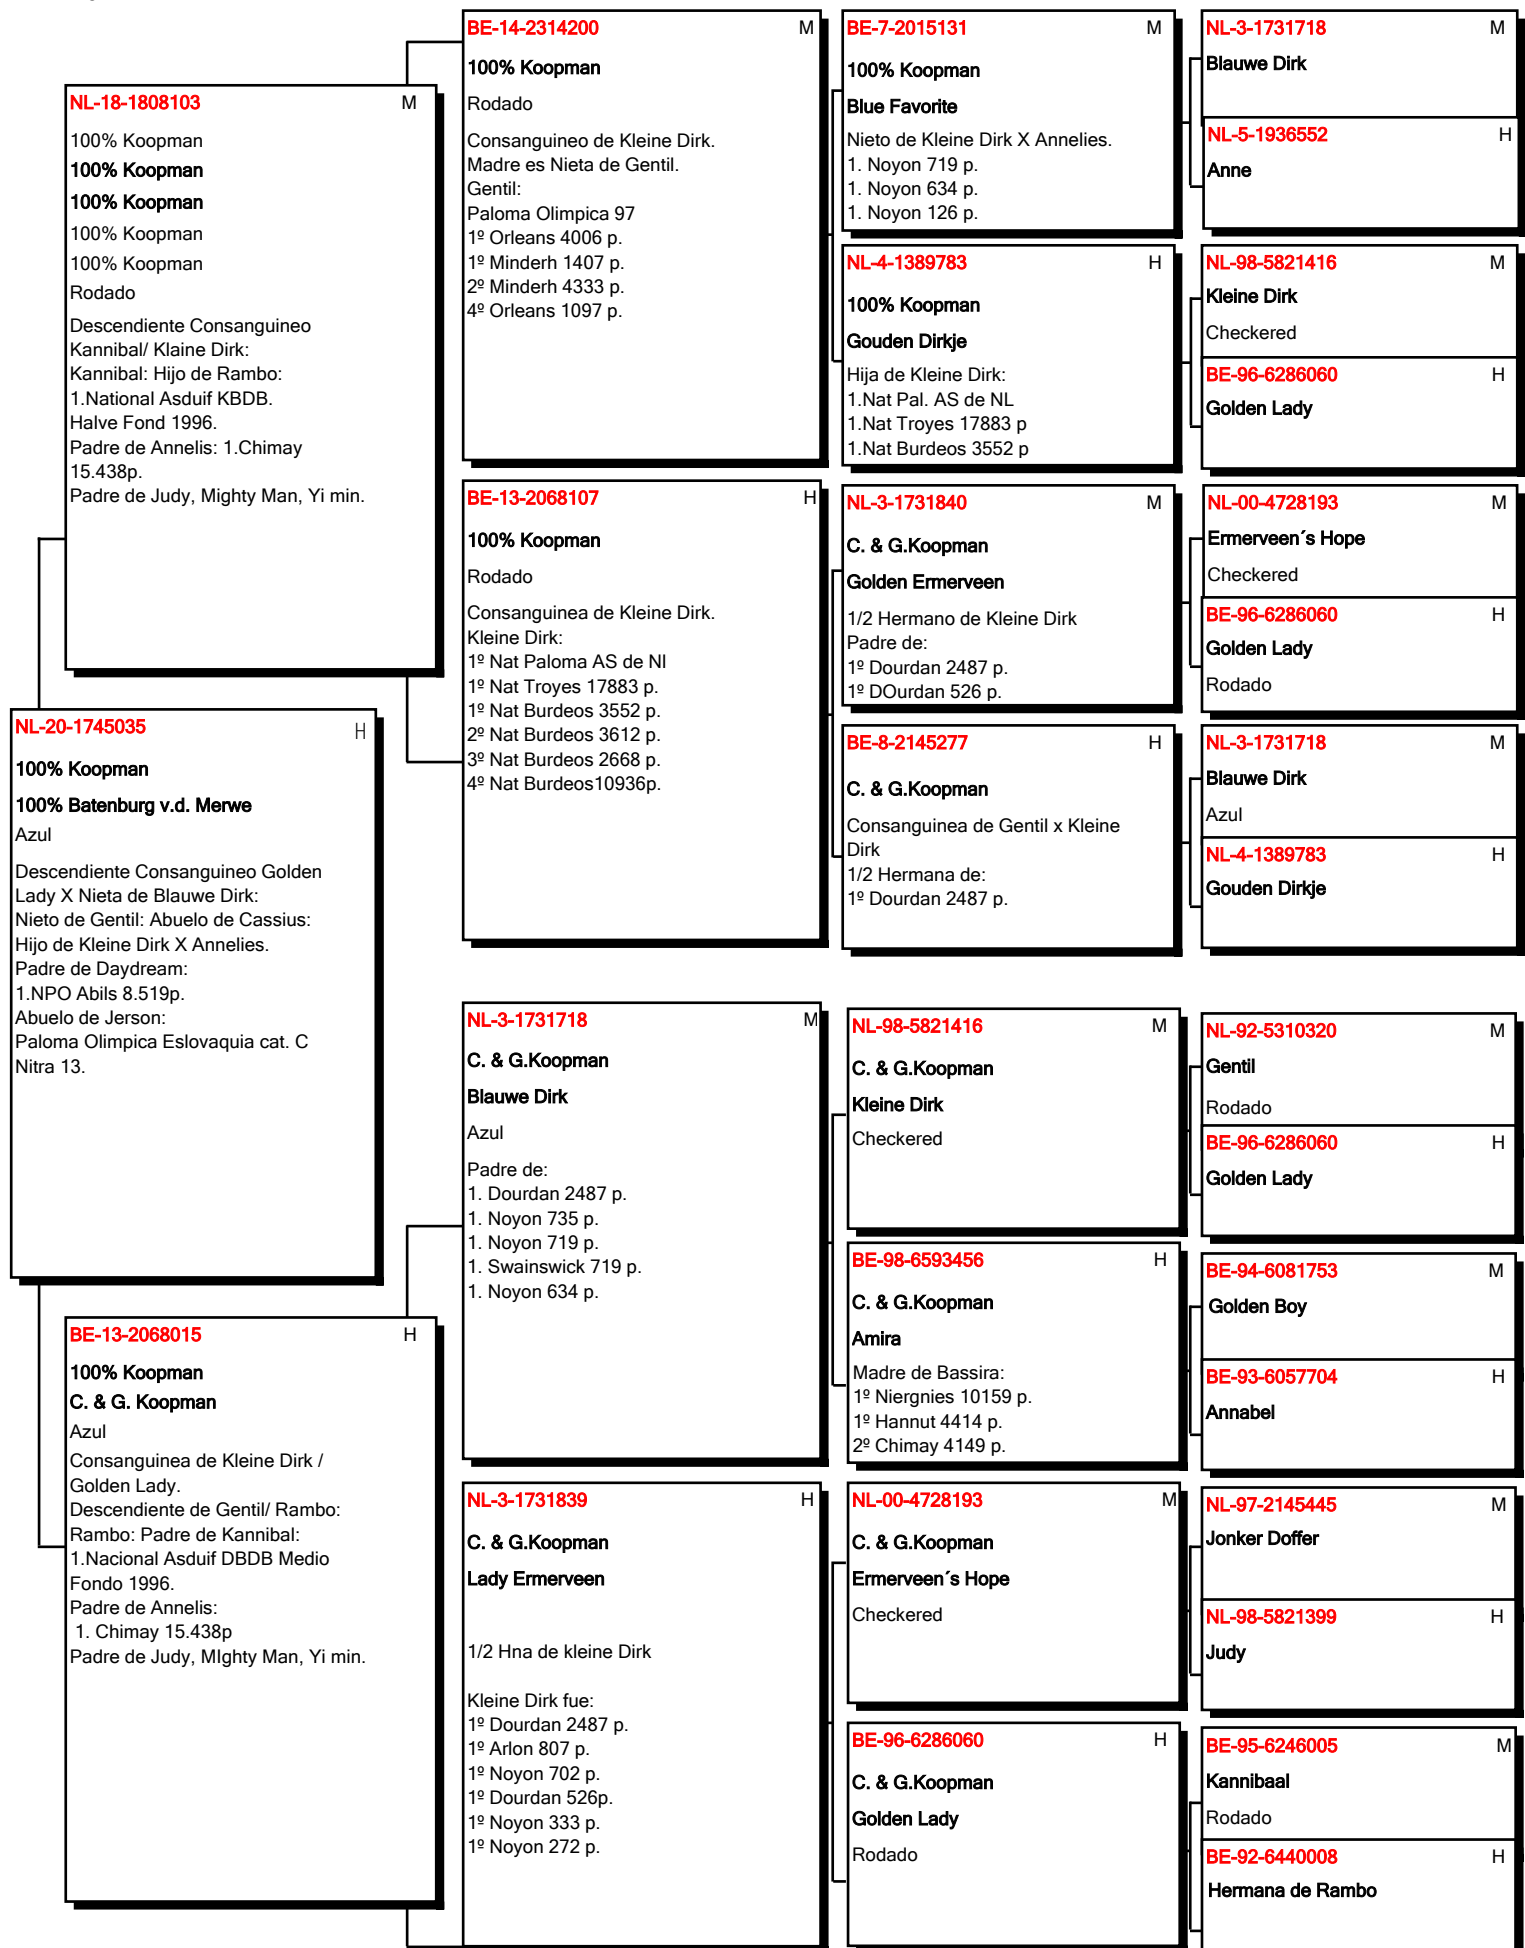 NL-20-1745035 H
100% Koopman
100% Batenburg v.d. Merwe
Azul
Descendiente Consanguineo Golden
Lady X Nieta de Blauwe Dirk:
Nieto de Gentil: Abuelo de Cassius:
Hijo de Kleine Dirk X Annelies.
Padre de Daydream:
1.NPO Abils 8.519p.
Abuelo de Jerson:
Paloma Olimpica Eslovaquia cat. C
Nitra 13.
NL-18-1808103 M
100% Koopman
100% Koopman
100% Koopman
100% Koopman
100% Koopman
Rodado
Descendiente Consanguineo
Kannibal/ Klaine Dirk:
Kannibal: Hijo de Rambo:
1.National Asduif KBDB.
Halve Fond 1996.
Padre de Annelis: 1.Chimay
15.438p.
Padre de Judy, Mighty Man, Yi min.
BE-13-2068015 H
100% Koopman
C. & G. Koopman
Azul
Consanguinea de Kleine Dirk /
Golden Lady.
Descendiente de Gentil/ Rambo:
Rambo: Padre de Kannibal:
1.Nacional Asduif DBDB Medio
Fondo 1996.
Padre de Annelis:
1. Chimay 15.438p
Padre de Judy, MIghty Man, Yi min.
BE-14-2314200 M
100% Koopman
Rodado
Consanguineo de Kleine Dirk.
Madre es Nieta de Gentil.
Gentil:
Paloma Olimpica 97
1º Orleans 4006 p.
1º Minderh 1407 p.
2º Minderh 4333 p.
4º Orleans 1097 p.
BE-13-2068107 H
100% Koopman
Rodado
Consanguinea de Kleine Dirk.
Kleine Dirk:
1º Nat Paloma AS de Nl
1º Nat Troyes 17883 p.
1º Nat Burdeos 3552 p.
2º Nat Burdeos 3612 p.
3º Nat Burdeos 2668 p.
4º Nat Burdeos10936p.
NL-3-1731718 M
C. & G.Koopman
Blauwe Dirk
Azul
Padre de:
1. Dourdan 2487 p.
1. Noyon 735 p.
1. Noyon 719 p.
1. Swainswick 719 p.
1. Noyon 634 p.
NL-3-1731839 H
C. & G.Koopman
Lady Ermerveen
1/2 Hna de kleine Dirk
Kleine Dirk fue:
1º Dourdan 2487 p.
1º Arlon 807 p.
1º Noyon 702 p.
1º Dourdan 526p.
1º Noyon 333 p.
1º Noyon 272 p.
BE-7-2015131 M
100% Koopman
Blue Favorite
Nieto de Kleine Dirk X Annelies.
1. Noyon 719 p.
1. Noyon 634 p.
1. Noyon 126 p.
NL-4-1389783 H
100% Koopman
Gouden Dirkje
Hija de Kleine Dirk:
1.Nat Pal. AS de NL
1.Nat Troyes 17883 p
1.Nat Burdeos 3552 p
NL-3-1731840 M
C. & G.Koopman
Golden Ermerveen
1/2 Hermano de Kleine Dirk
Padre de:
1º Dourdan 2487 p.
1º DOurdan 526 p.
BE-8-2145277 H
C. & G.Koopman
Consanguinea de Gentil x Kleine
Dirk
1/2 Hermana de:
1º Dourdan 2487 p.
NL-98-5821416 M
C. & G.Koopman
Kleine Dirk
Checkered
BE-98-6593456 H
C. & G.Koopman
Amira
Madre de Bassira:
1º Niergnies 10159 p.
1º Hannut 4414 p.
2º Chimay 4149 p.
NL-00-4728193 M
C. & G.Koopman
Ermerveen´s Hope
Checkered
BE-96-6286060 H
C. & G.Koopman
Golden Lady
Rodado
NL-3-1731718 M
Blauwe Dirk
NL-5-1936552 H
Anne
NL-98-5821416 M
Kleine Dirk
Checkered
BE-96-6286060 H
Golden Lady
NL-00-4728193 M
Ermerveen´s Hope
Checkered
BE-96-6286060 H
Golden Lady
Rodado
NL-3-1731718 M
Blauwe Dirk
Azul
NL-4-1389783 H
Gouden Dirkje
NL-92-5310320 M
Gentil
Rodado
BE-96-6286060 H
Golden Lady
BE-94-6081753 M
Golden Boy
BE-93-6057704 H
Annabel
NL-97-2145445 M
Jonker Doffer
NL-98-5821399 H
Judy
BE-95-6246005 M
Kannibaal
Rodado
BE-92-6440008 H
Hermana de Rambo